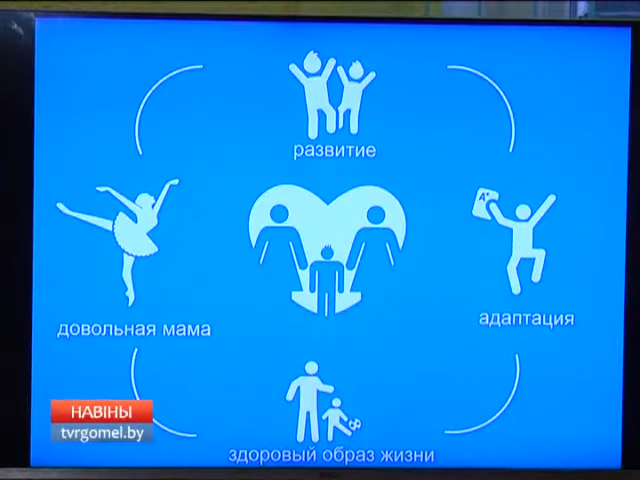 развитие
A+
довольная мама
адаптация
НАВІНЫ
tvrgomel.by
здоровый образ жизни